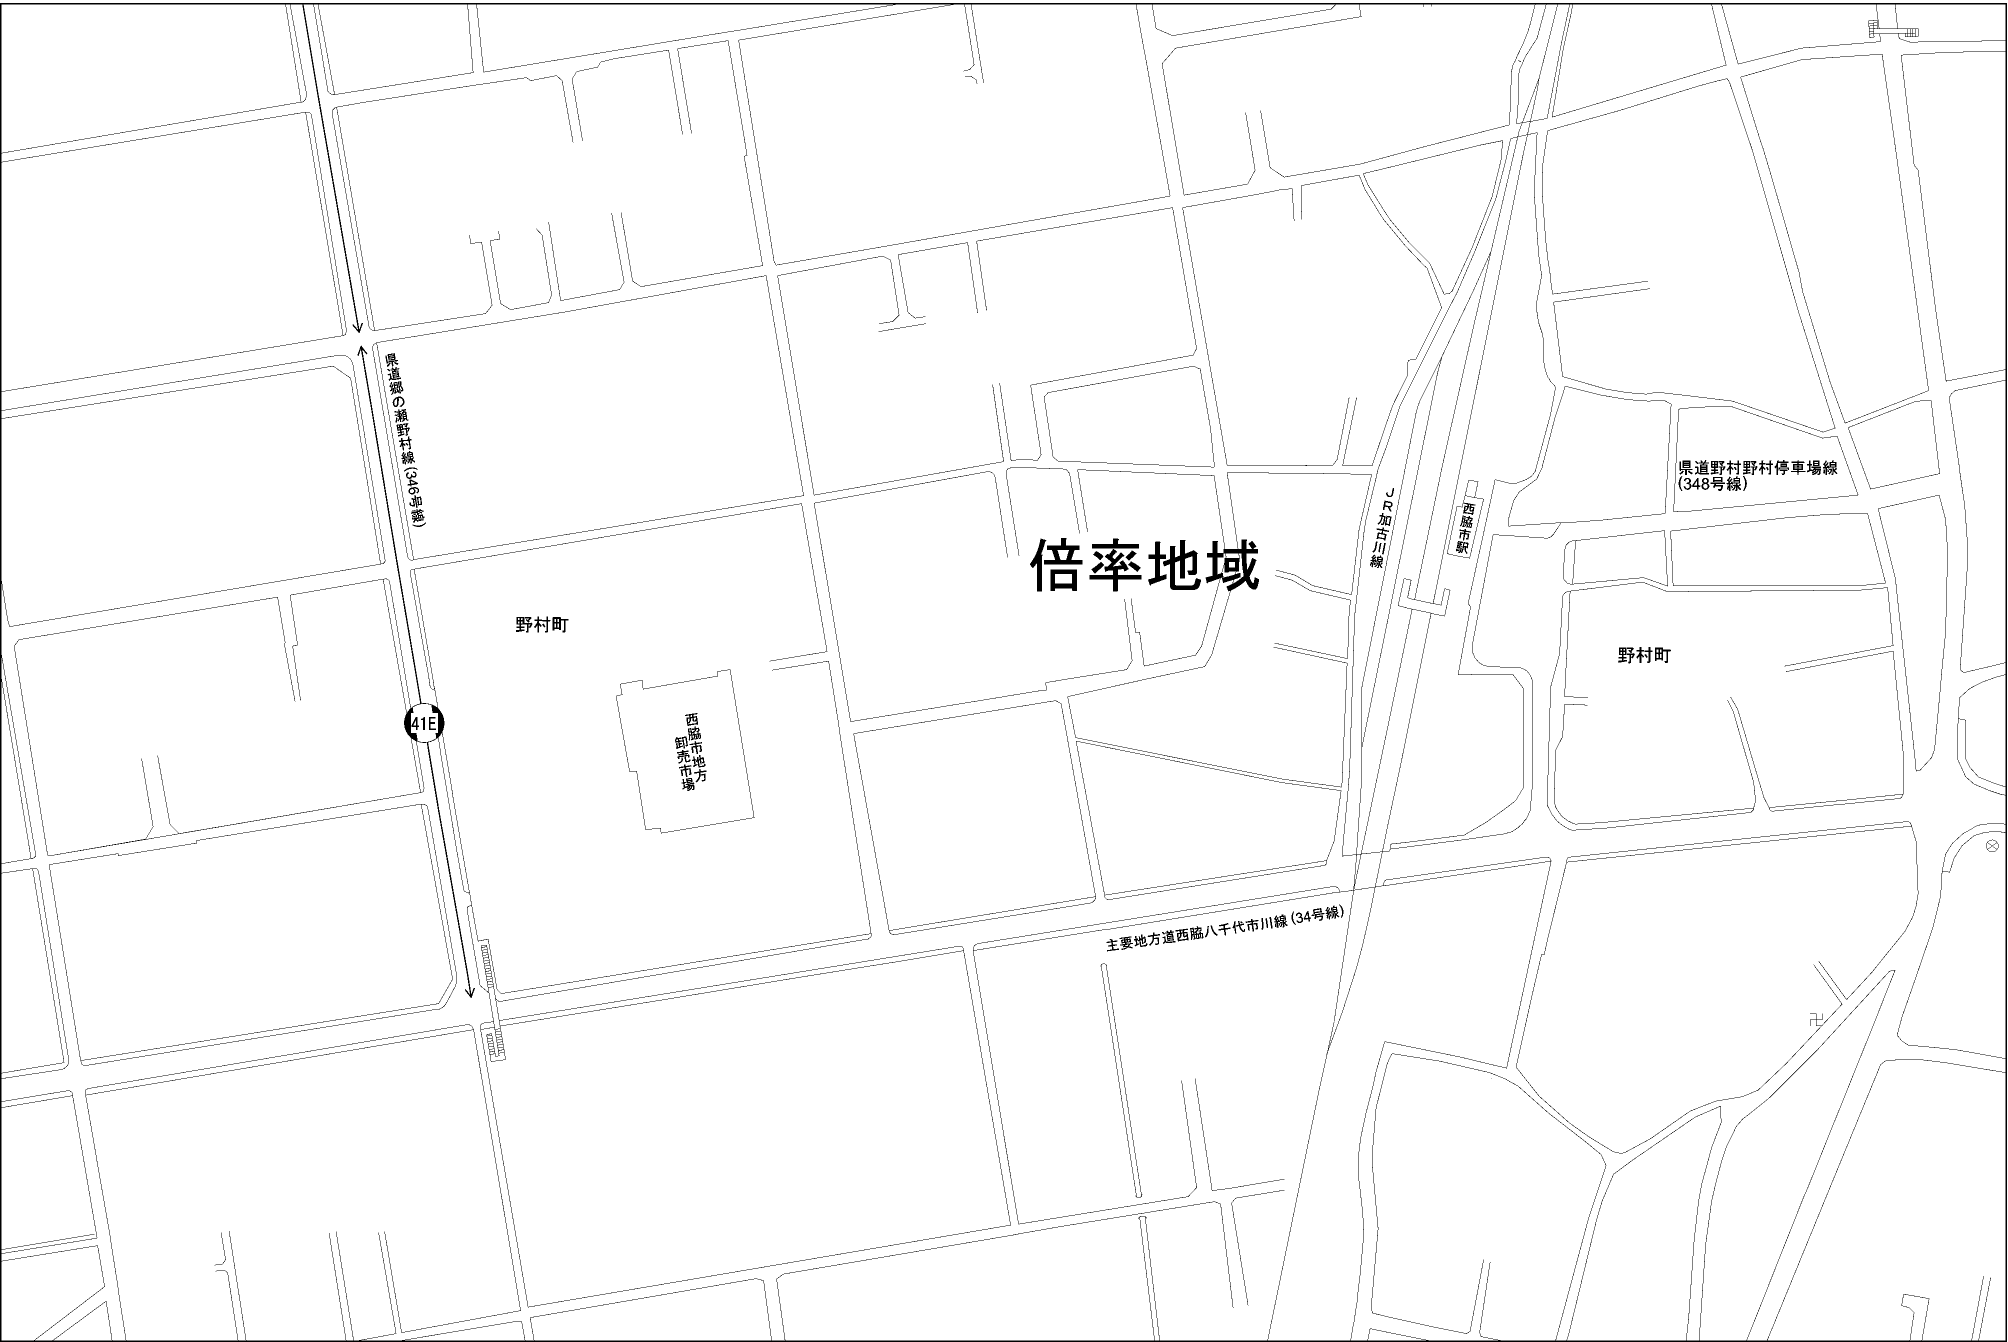 県道郷の瀬野村線(346号線)
県道野村野村停車場線
(348号線)
JR加古川線
西脇市駅
倍率地域
野村町
野村町
41E
西脇市地方
卸売市場
主要地方道西脇八千代市川線(34号線)